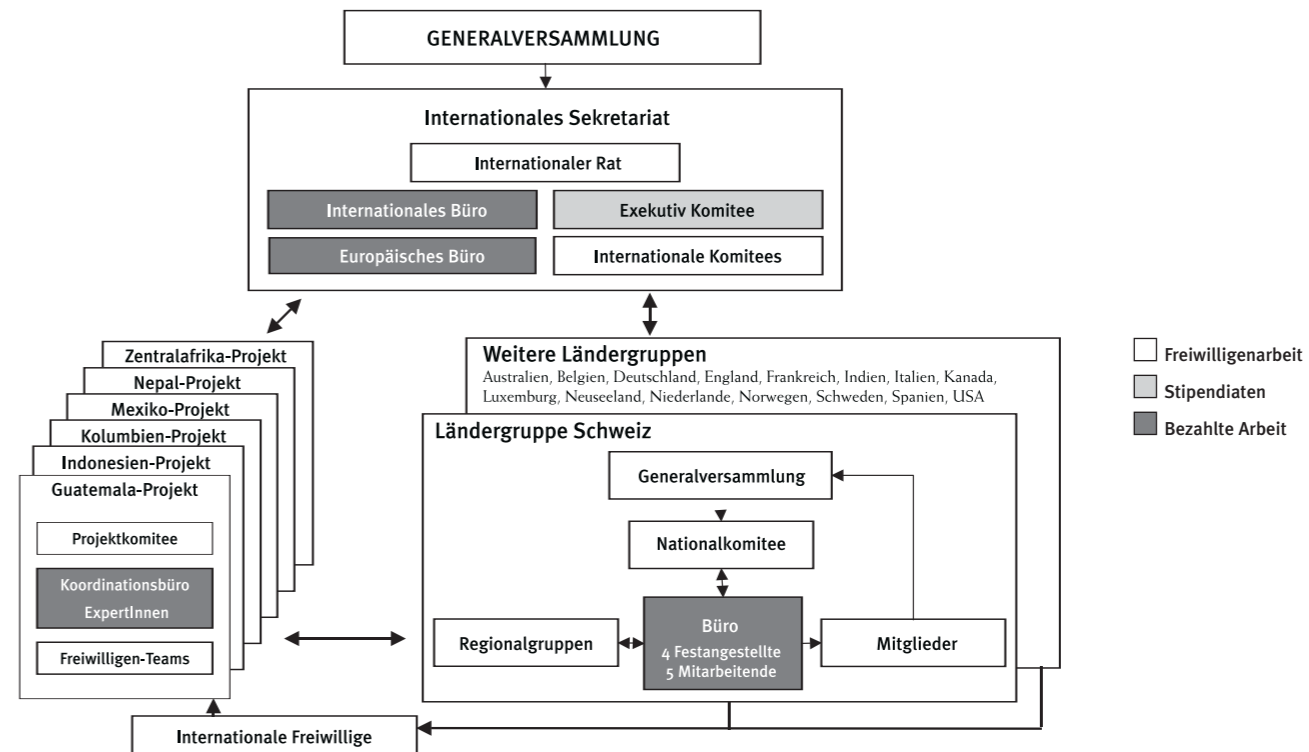 GENERALVERSAMMLUNG
Internationales Sekretariat
Internationaler Rat
Internationales Büro
Exekutiv Komitee
Europäisches Büro
Internationale Komitees
Zentralafrika-Projekt
Nepal-Projekt
Mexiko-Projekt
Kolumbien-Projekt
Indonesien-Projekt
Guatemala-Projekt
Projektkomitee
Koordinationsbüro
ExpertInnen
Freiwilligen-Teams
Weitere Ländergruppen
Australien, Belgien, Deutschland, England, Frankreich, Indien, Italien, Kanada,
Luxemburg, Neuseeland, Niederlande, Norwegen, Schweden, Spanien, USA
Ländergruppe Schweiz
Generalversammlung
Nationalkomitee
Regionalgruppen
Büro
4 Festangestellte
5 Mitarbeitende
Mitglieder
Internationale Freiwillige
Freiwilligenarbeit
Stipendiaten
Bezahlte Arbeit